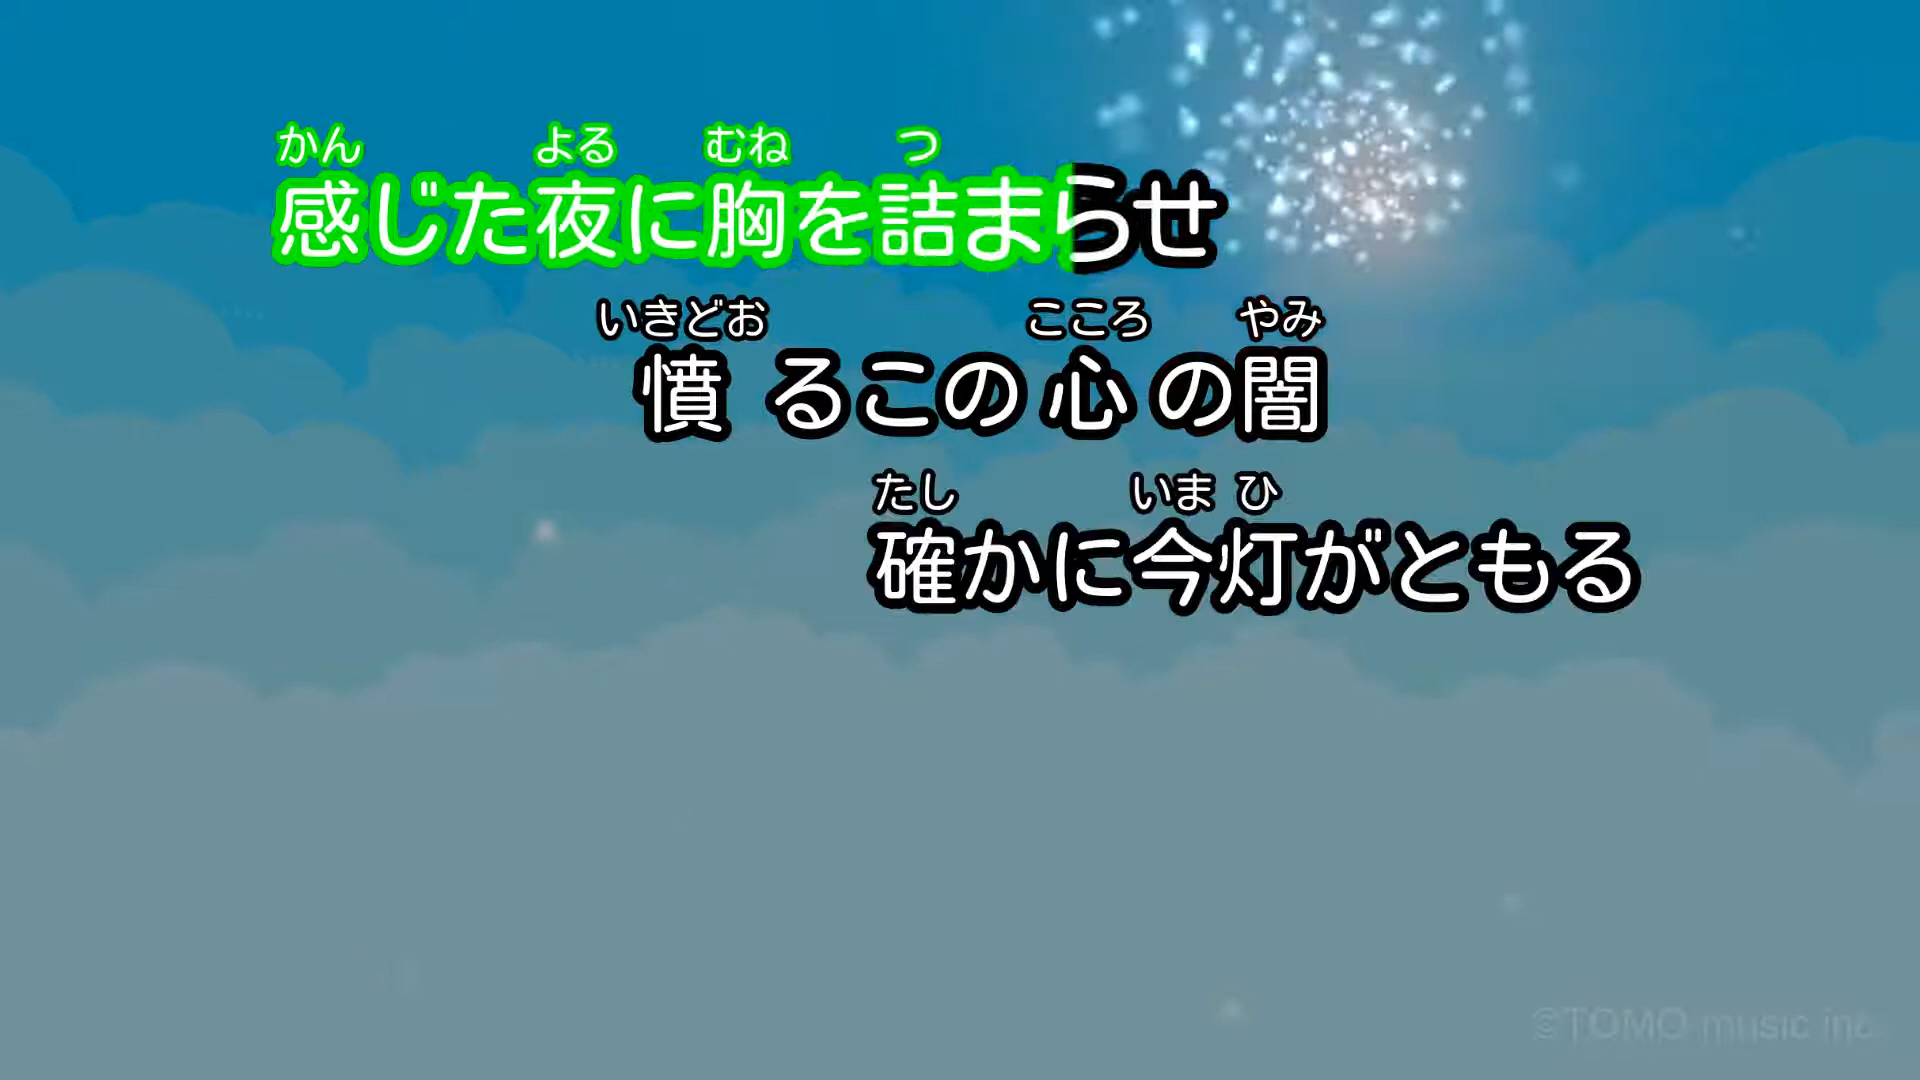 かん よる むね つ
感じた夜に胸を詰まらせ
いきどお こころ やみ
憤るこの心の闇
たし いま ひ
確かに今灯がともる
©TOMO music inc.